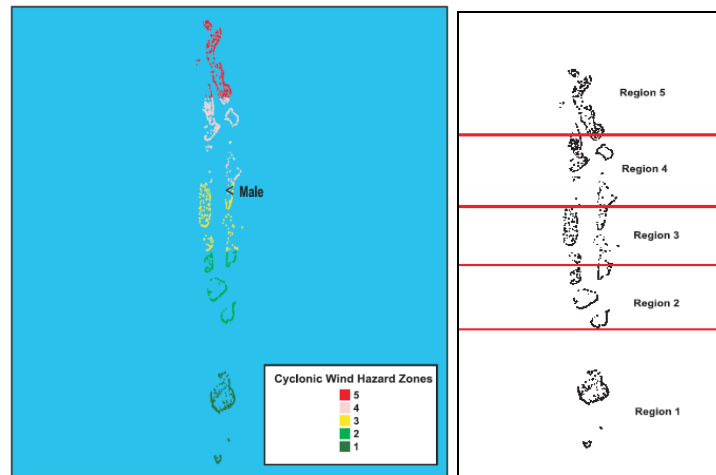 < Male
Cyclonic Wind Hazard Zones
5
4
3
2
1
Region 5
Region 4
Region 3
Region 2
Region 1